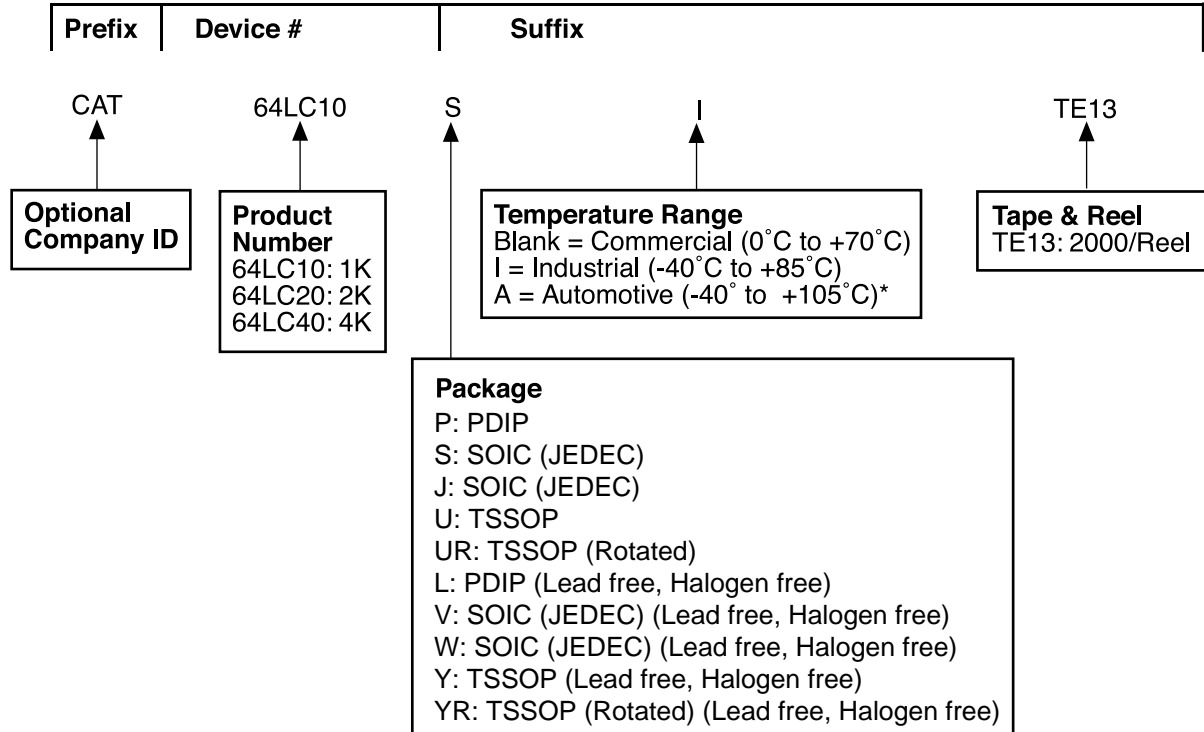 Prefix Device # Suffix
CAT 64LC10 S I TE13
Optional
Company ID
Product
Number
64LC10: 1K
64LC20: 2K
64LC40: 4K
Temperature Range
Blank = Commercial (0˚C to +70˚C)
I = Industrial (-40˚C to +85˚C)
A = Automotive (-40˚ to +105˚C)*
Tape & Reel
TE13: 2000/Reel
Package
P: PDIP
S: SOIC (JEDEC)
J: SOIC (JEDEC)
U: TSSOP
UR: TSSOP (Rotated)
L: PDIP (Lead free, Halogen free)
V: SOIC (JEDEC) (Lead free, Halogen free)
W: SOIC (JEDEC) (Lead free, Halogen free)
Y: TSSOP (Lead free, Halogen free)
YR: TSSOP (Rotated) (Lead free, Halogen free)